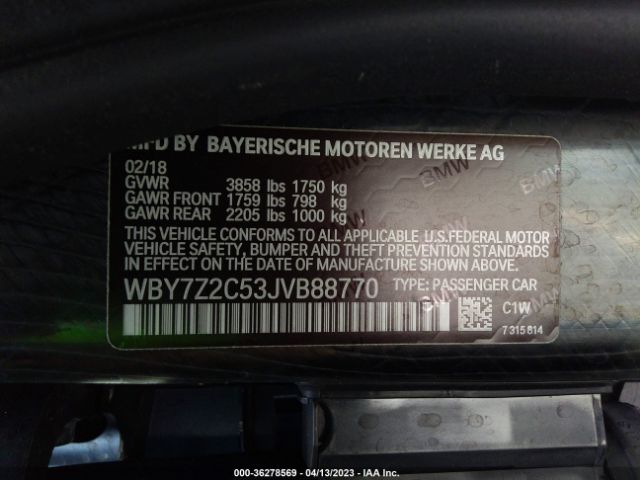 MFD BY BAYERISCHE MOTOREN WERKE AG
02/18
GVWR 3858 lbs 1750 kg
GAWR FRONT 1759 lbs 798 kg
GAWR REAR 2205 lbs 1000 kg
THIS VEHICLE CONFORMS TO ALL APPLICABLE U.S.FEDERAL MOTOR
VEHICLE SAFETY, BUMPER AND THEFT PREVENTION STANDARDS
IN EFFECT ON THE DATE OF MANUFACTURE SHOWN ABOVE.
WBY7Z2C53JVB88770 TYPE: PASSENGER CAR
C1W
7315814
BMW
BMW
BMW
BMW
BMW
000-36278569 - 04/13/2023 - IAA Inc.